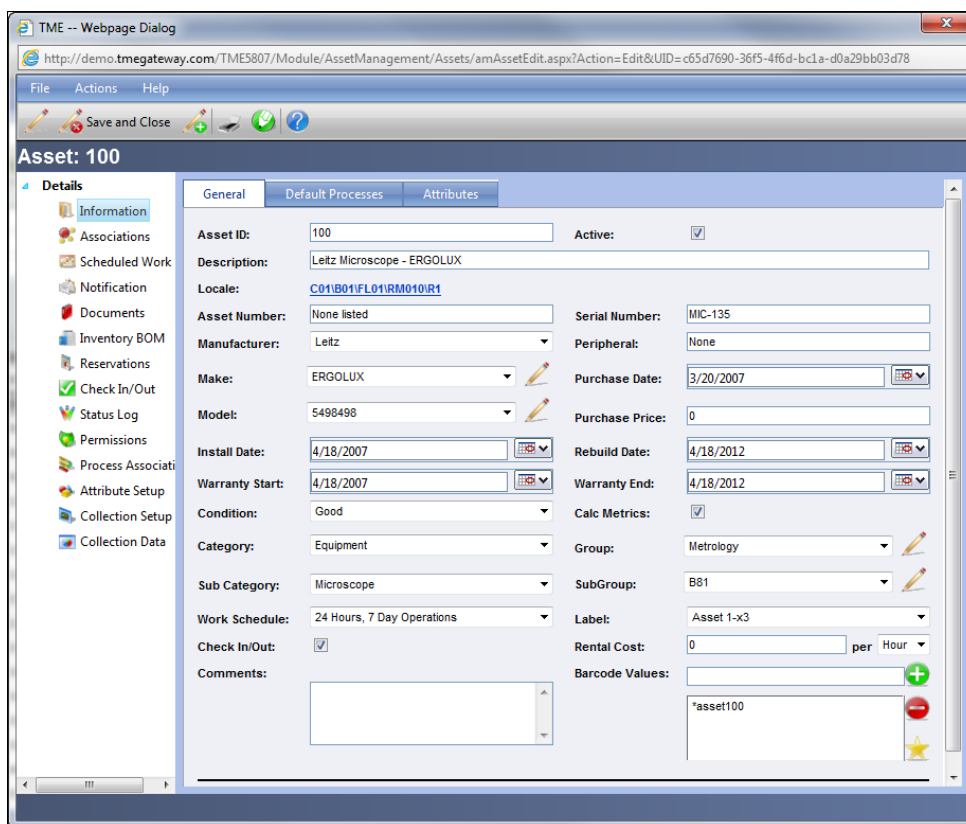 TME -- Webpage Dialog
http://demo.tmegateway.com/TME5807/Module/AssetManagement/Assets/amAssetEdit.aspx?Action=Edit&UID=c65d7690-36f5-4f6d-bc1a-d0a29bb03d78
File Actions Help
Save and Close
Asset: 100
Details
Information
Associations
Scheduled Work
Notification
Documents
Inventory BOM
Reservations
Check In/Out
Status Log
Permissions
Process Associati
Attribute Setup
Collection Setup
Collection Data
General Default Processes Attributes
Asset ID: 100 Active:
Description: Leitz Microscope - ERGOLUX
Locale: C01\B01\FL01\RM010\R1
Asset Number: None listed Serial Number: MIC-135
Manufacturer: Leitz Peripheral: None
Make: ERGOLUX Purchase Date: 3/20/2007
Model: 5498498 Purchase Price: 0
Install Date: 4/18/2007 Rebuild Date: 4/18/2012
Warranty Start: 4/18/2007 Warranty End: 4/18/2012
Condition: Good Calc Metrics:
Category: Equipment Group: Metrology
Sub Category: Microscope SubGroup: B81
Work Schedule: 24 Hours, 7 Day Operations Label: Asset 1-x3
Check In/Out: Rental Cost: 0 per Hour
Comments: Barcode Values:
*asset100